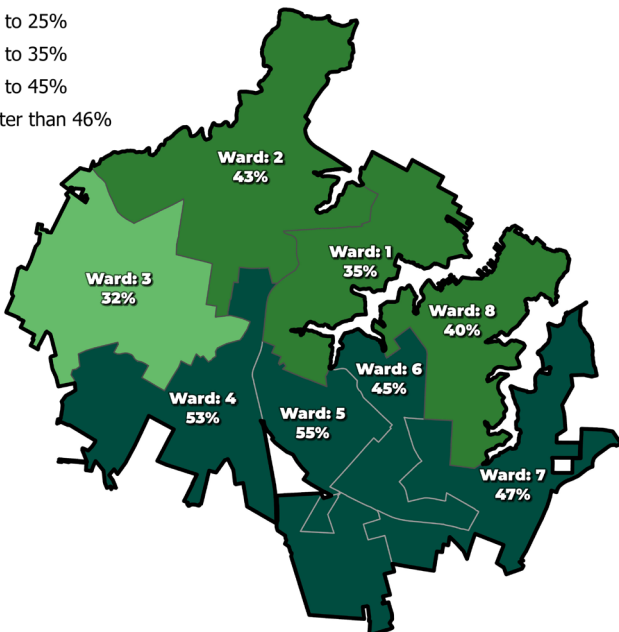 to 25%
to 35%
to 45%
ter than 46%
Ward: 2
43%
Ward: 1
35%
Ward: 3
32%
Ward: 8
40%
Ward: 6
45%
Ward: 4
53%
Ward: 5
55%
Ward: 7
47%